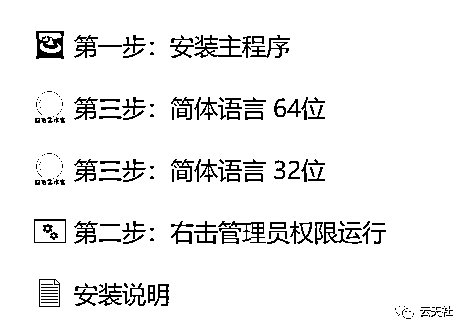 第一步：安装主程序
第三步：简体语言 64位
第三步：简体语言 32位
第二步：右击管理员权限运行
安装说明
云天社